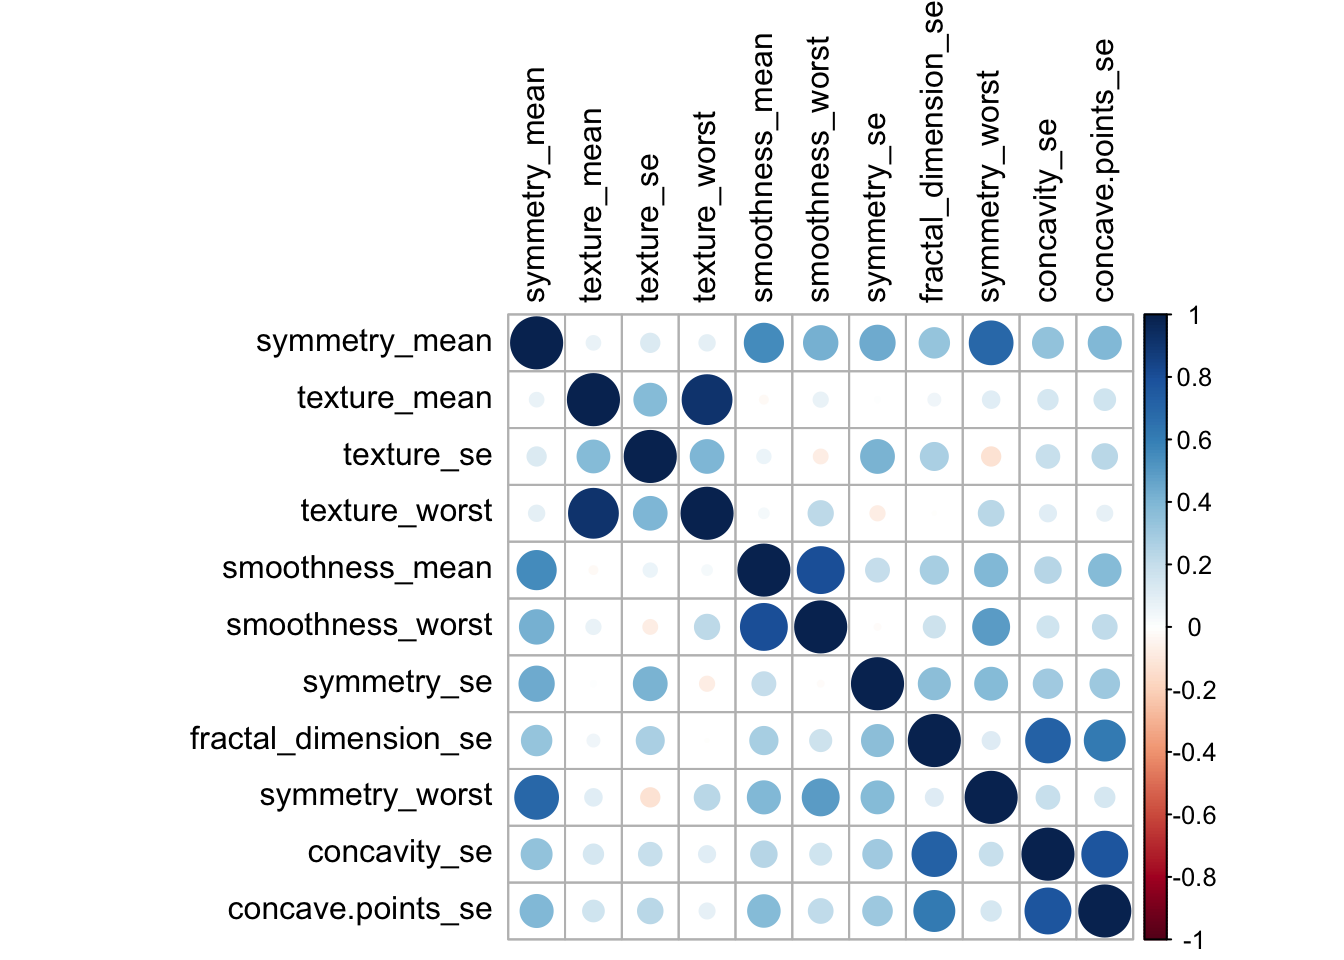 symmetry_mean
texture_mean
texture_se
texture_worst
smoothness_mean
smoothness_worst
symmetry_se
fractal_dimension_se
symmetry_worst
concavity_se
concave.points_se
symmetry_mean
texture_mean
texture_se
texture_worst
smoothness_mean
smoothness_worst
symmetry_se
fractal_dimension_se
symmetry_worst
concavity_se
concave.points_se
1
0.8
0.6
0.4
0.2
0
-0.2
-0.4
-0.6
-0.8
-1